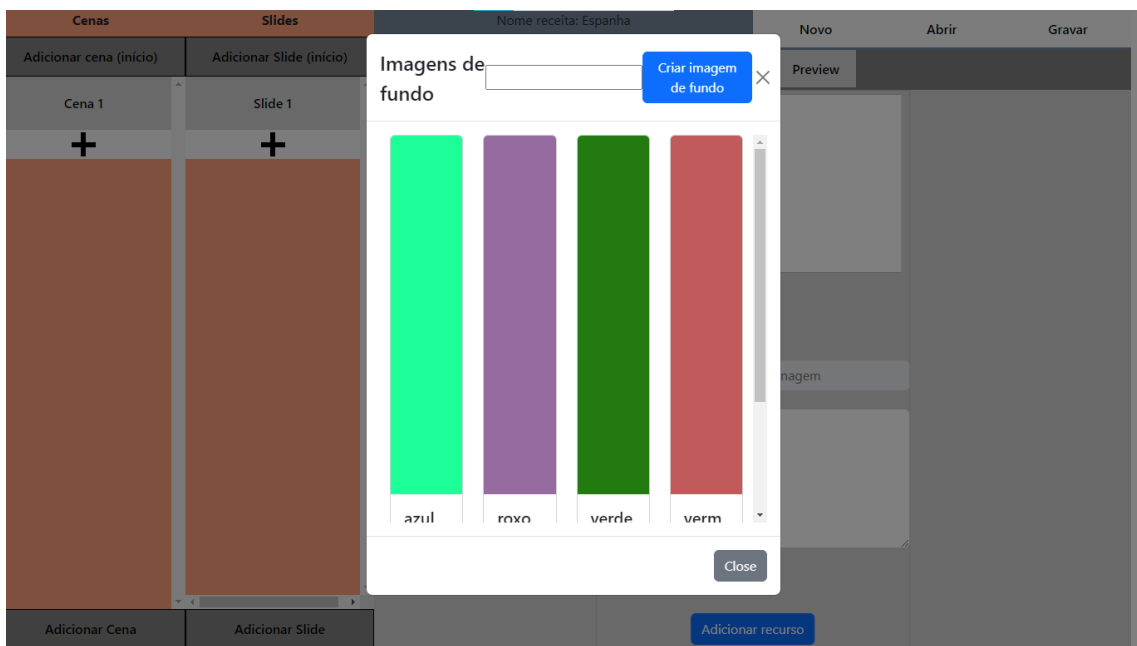 Cenas
Slides
Nome receita: Espanha
Novo
Abrir
Gravar
Adicionar cena (início)
Adicionar Slide (início)
Preview
Imagens de
fundo
Criar imagem
de fundo
Cena 1
Slide 1
azul
roxo
verde
verm
Close
Adicionar Cena
Adicionar Slide
Adicionar recurso